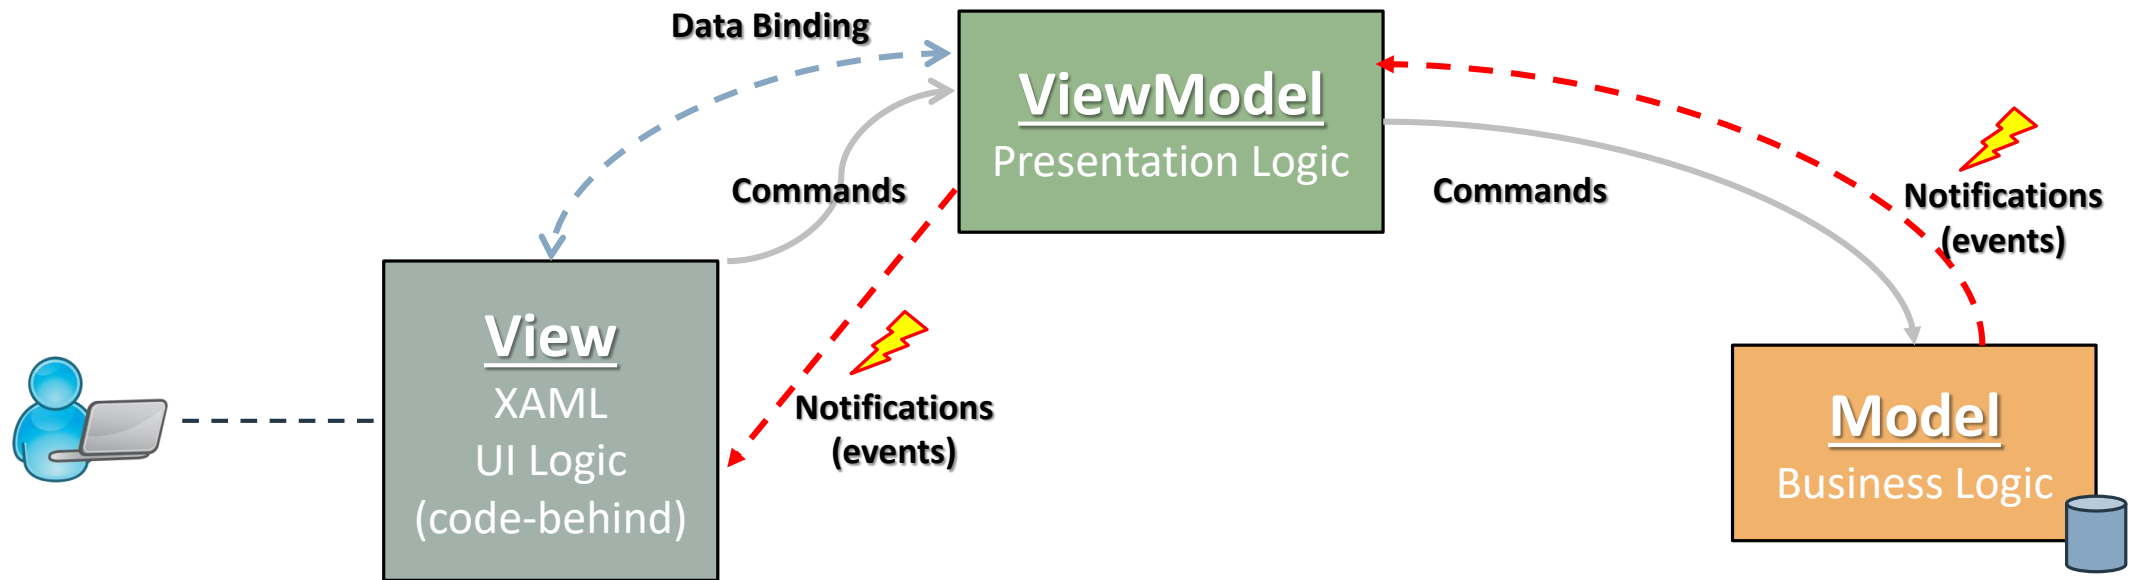 Data Binding
ViewModel
Presentation Logic
Commands
Commands
Notifications
(events)
View
XAML
UI Logic
(code-behind)
Notifications
(events)
Model
Business Logic